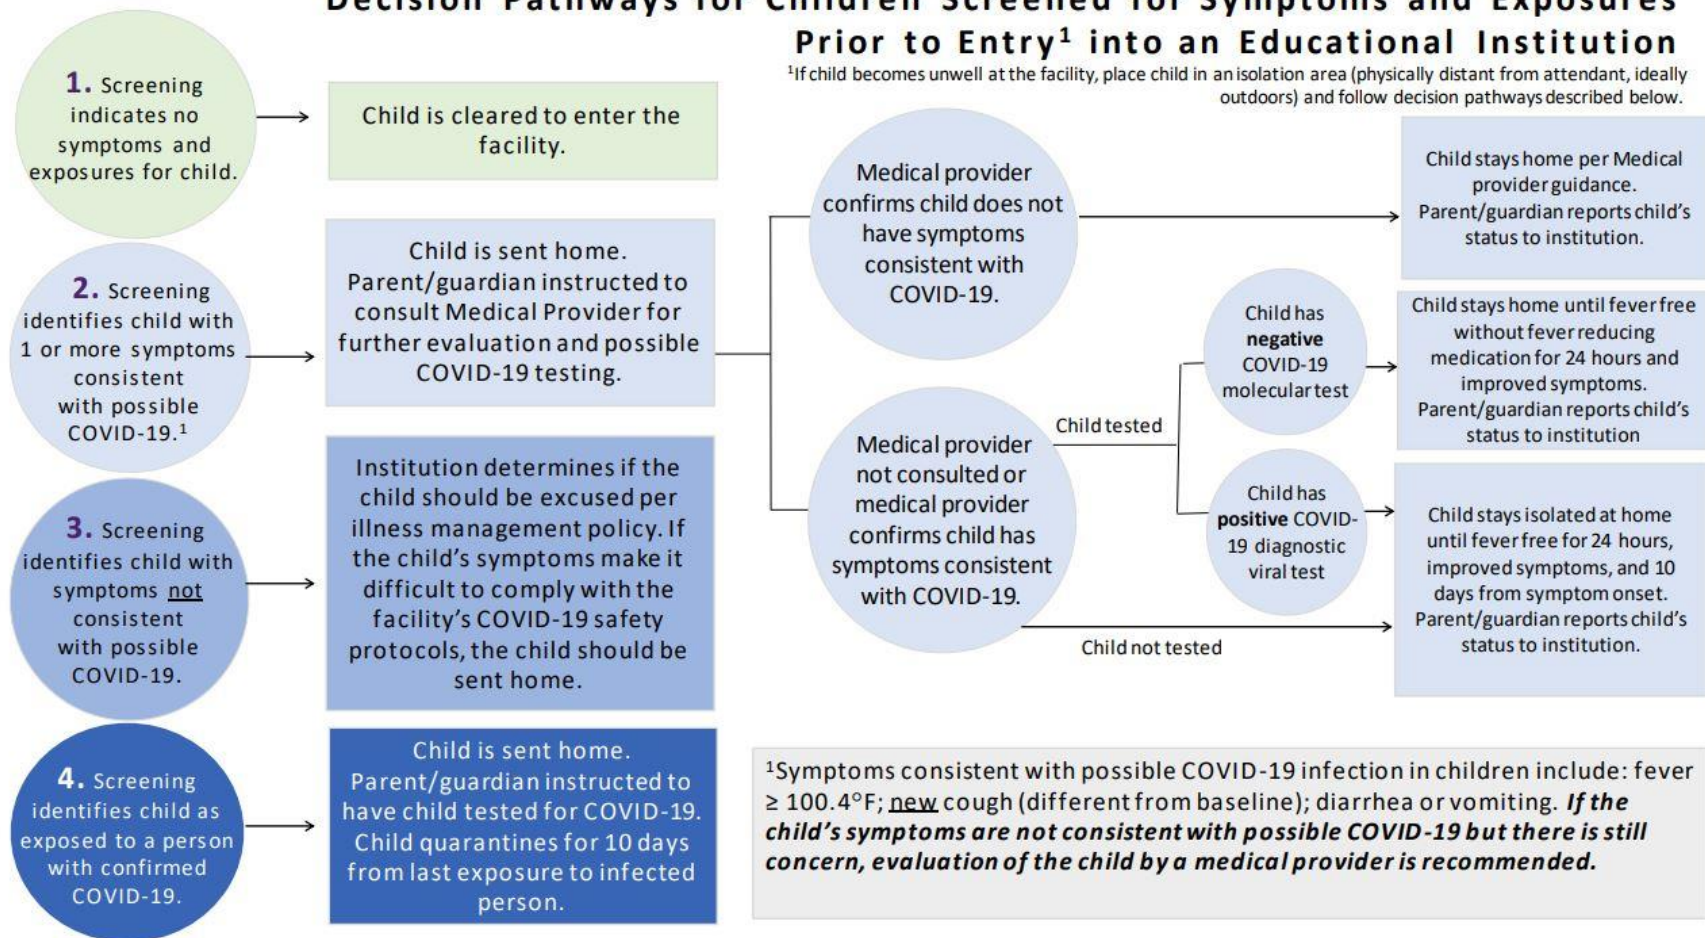 Decision Pathways for Children Screened for Symptoms and Exposures
Prior to Entry¹ into an Educational Institution
¹If child becomes unwell at the facility, place child in an isolation area (physically distant from attendant, ideally
outdoors) and follow decision pathways described below.
1. Screening
indicates no
symptoms and
exposures for child.
Child is cleared to enter the
facility.
2. Screening
identifies child with
1 or more symptoms
consistent
with possible
COVID-19.¹
Child is sent home.
Parent/guardian instructed to
consult Medical Provider for
further evaluation and possible
COVID-19 testing.
Medical provider
confirms child does not
have symptoms
consistent with
COVID-19.
Child stays home per Medical
provider guidance.
Parent/guardian reports child's
status to institution.
Medical provider
not consulted or
medical provider
confirms child has
symptoms consistent
with COVID-19.
Child tested
Child has
negative
COVID-19
molecular test
Child stays home until fever free
without fever reducing
medication for 24 hours and
improved symptoms.
Parent/guardian reports child's
status to institution
Child has
positive COVID-
19 diagnostic
viral test
Child not tested
Child stays isolated at home
until fever free for 24 hours,
improved symptoms, and 10
days from symptom onset.
Parent/guardian reports child's
status to institution.
3. Screening
identifies child with
symptoms not
consistent
with possible
COVID-19.
Institution determines if the
child should be excused per
illness management policy. If
the child's symptoms make it
difficult to comply with the
facility's COVID-19 safety
protocols, the child should be
sent home.
4. Screening
identifies child as
exposed to a person
with confirmed
COVID-19.
Child is sent home.
Parent/guardian instructed to
have child tested for COVID-19.
Child quarantines for 10 days
from last exposure to infected
person.
¹Symptoms consistent with possible COVID-19 infection in children include: fever
≥ 100.4°F; new cough (different from baseline); diarrhea or vomiting. If the
child's symptoms are not consistent with possible COVID-19 but there is still
concern, evaluation of the child by a medical provider is recommended.